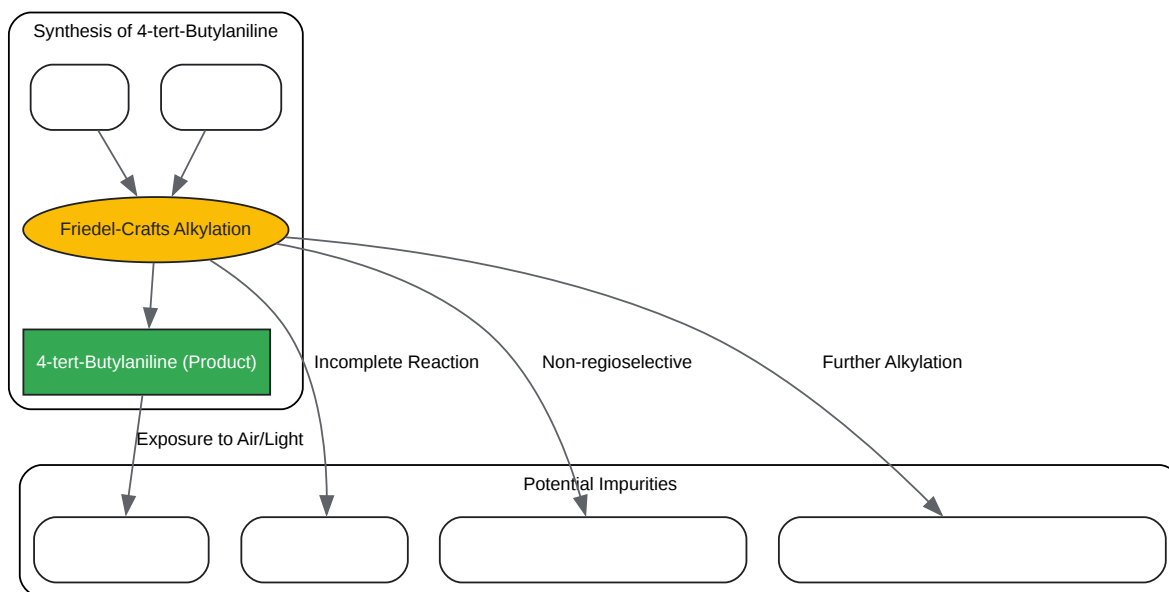 Synthesis of 4-tert-Butylaniline
Friedel-Crafts Alkylation
4-tert-Butylaniline (Product)
Incomplete Reaction
Non-regioselective
Further Alkylation
Exposure to Air/Light
Potential Impurities